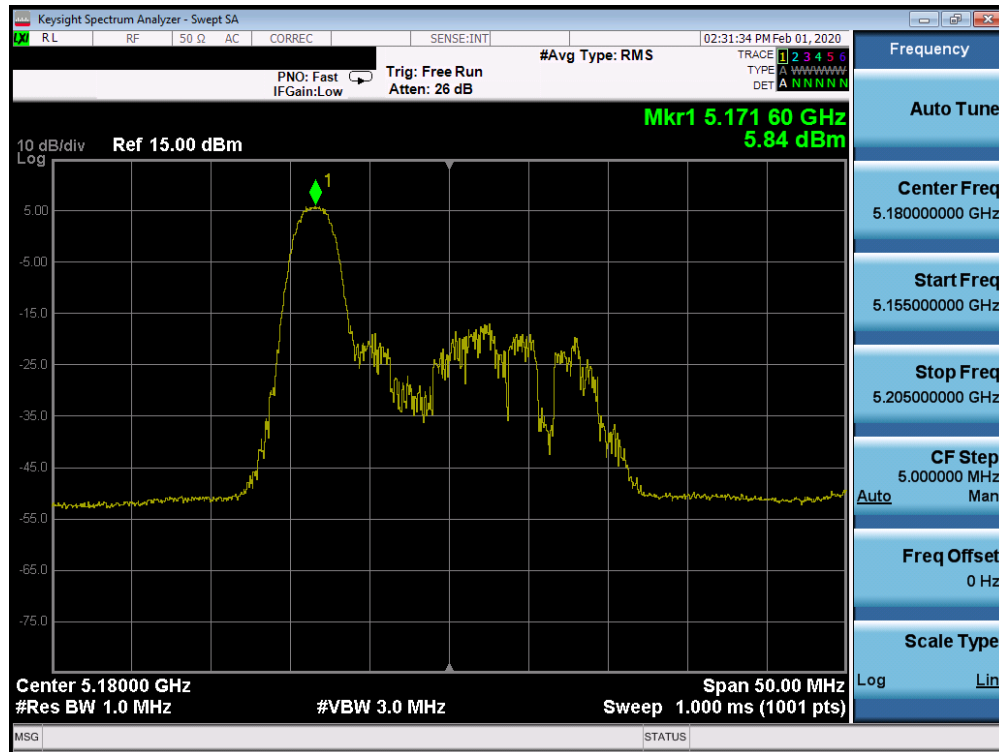 Keysight Spectrum Analyzer - Swept SA
LXI RL RF 50 Ω AC CORREC SENSE:INT 02:31:34 PM Feb 01, 2020
#Avg Type: RMS TRACE 1 2 3 4 5 6
PNO: Fast Trig: Free Run TYPE A WWWWW
IFGain:Low Atten: 26 dB DET A N N N N N
Mkr1 5.171 60 GHz
5.84 dBm
10 dB/div Ref 15.00 dBm
Log
1
5.00
-5.00
-15.0
-25.0
-35.0
-45.0
-55.0
-65.0
-75.0
Center 5.18000 GHz Span 50.00 MHz
#Res BW 1.0 MHz #VBW 3.0 MHz Sweep 1.000 ms (1001 pts)
MSG STATUS
Frequency
Auto Tune
Center Freq
5.180000000 GHz
Start Freq
5.155000000 GHz
Stop Freq
5.205000000 GHz
CF Step
5.000000 MHz
Auto Man
Freq Offset
0 Hz
Scale Type
Log Lin